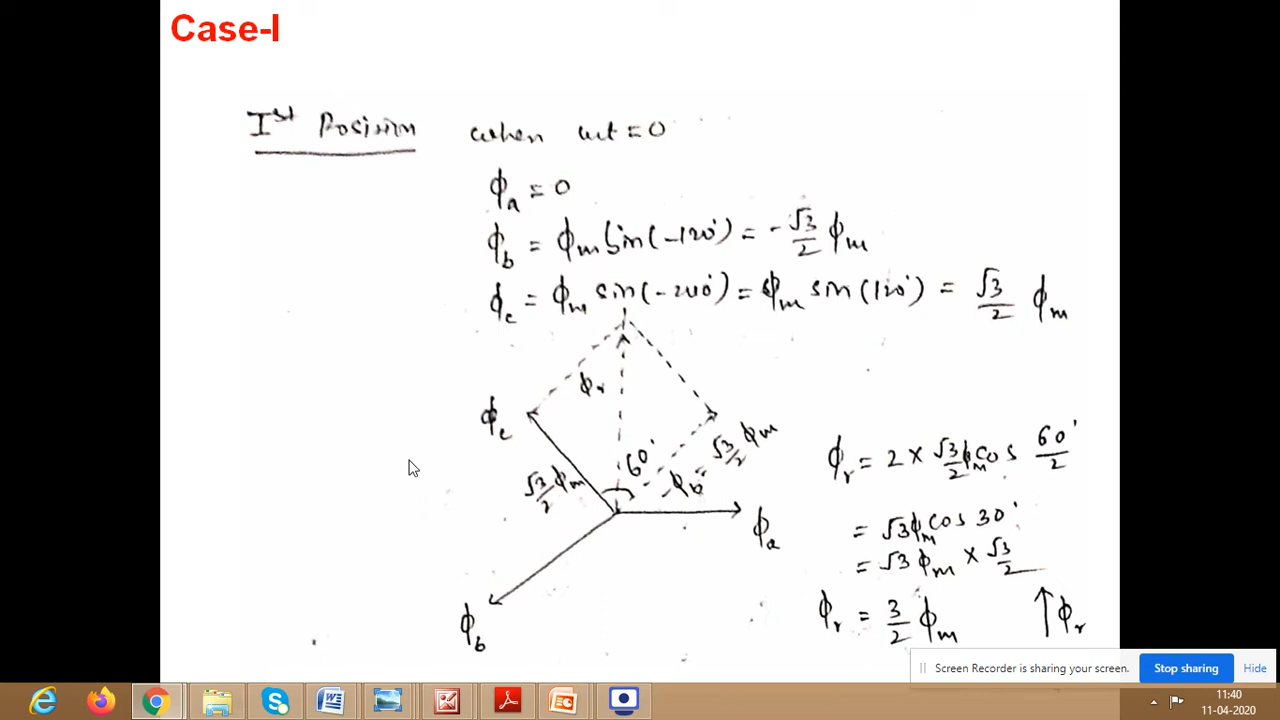 Case-I
Ist Position when wt = 0
ϕa = 0
ϕb = ϕm sin(-120°) = -√3/2 ϕm
ϕc = ϕm sin(-240°) = ϕm sin(120°) = √3/2 ϕm
ϕr
ϕc
√3/2 ϕm
60°
-ϕb = √3/2 ϕm
ϕa
ϕb
ϕr = 2 × √3/2 ϕm cos 60°/2
= √3 ϕm cos 30°
= √3 ϕm × √3/2
ϕr = 3/2 ϕm ↑ϕr
Screen Recorder is sharing your screen. Stop sharing Hide
11:40
11-04-2020